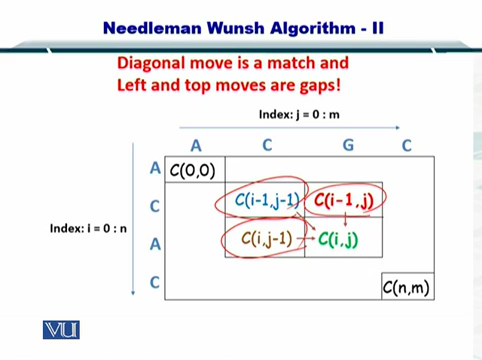 Needleman Wunsh Algorithm - II
Diagonal move is a match and
Left and top moves are gaps!
Index: j = 0 : m
A C G C
A C(0,0)
C C(i-1,j-1) C(i-1,j)
Index: i = 0 : n
A C(i,j-1) C(i,j)
C C(n,m)
VU